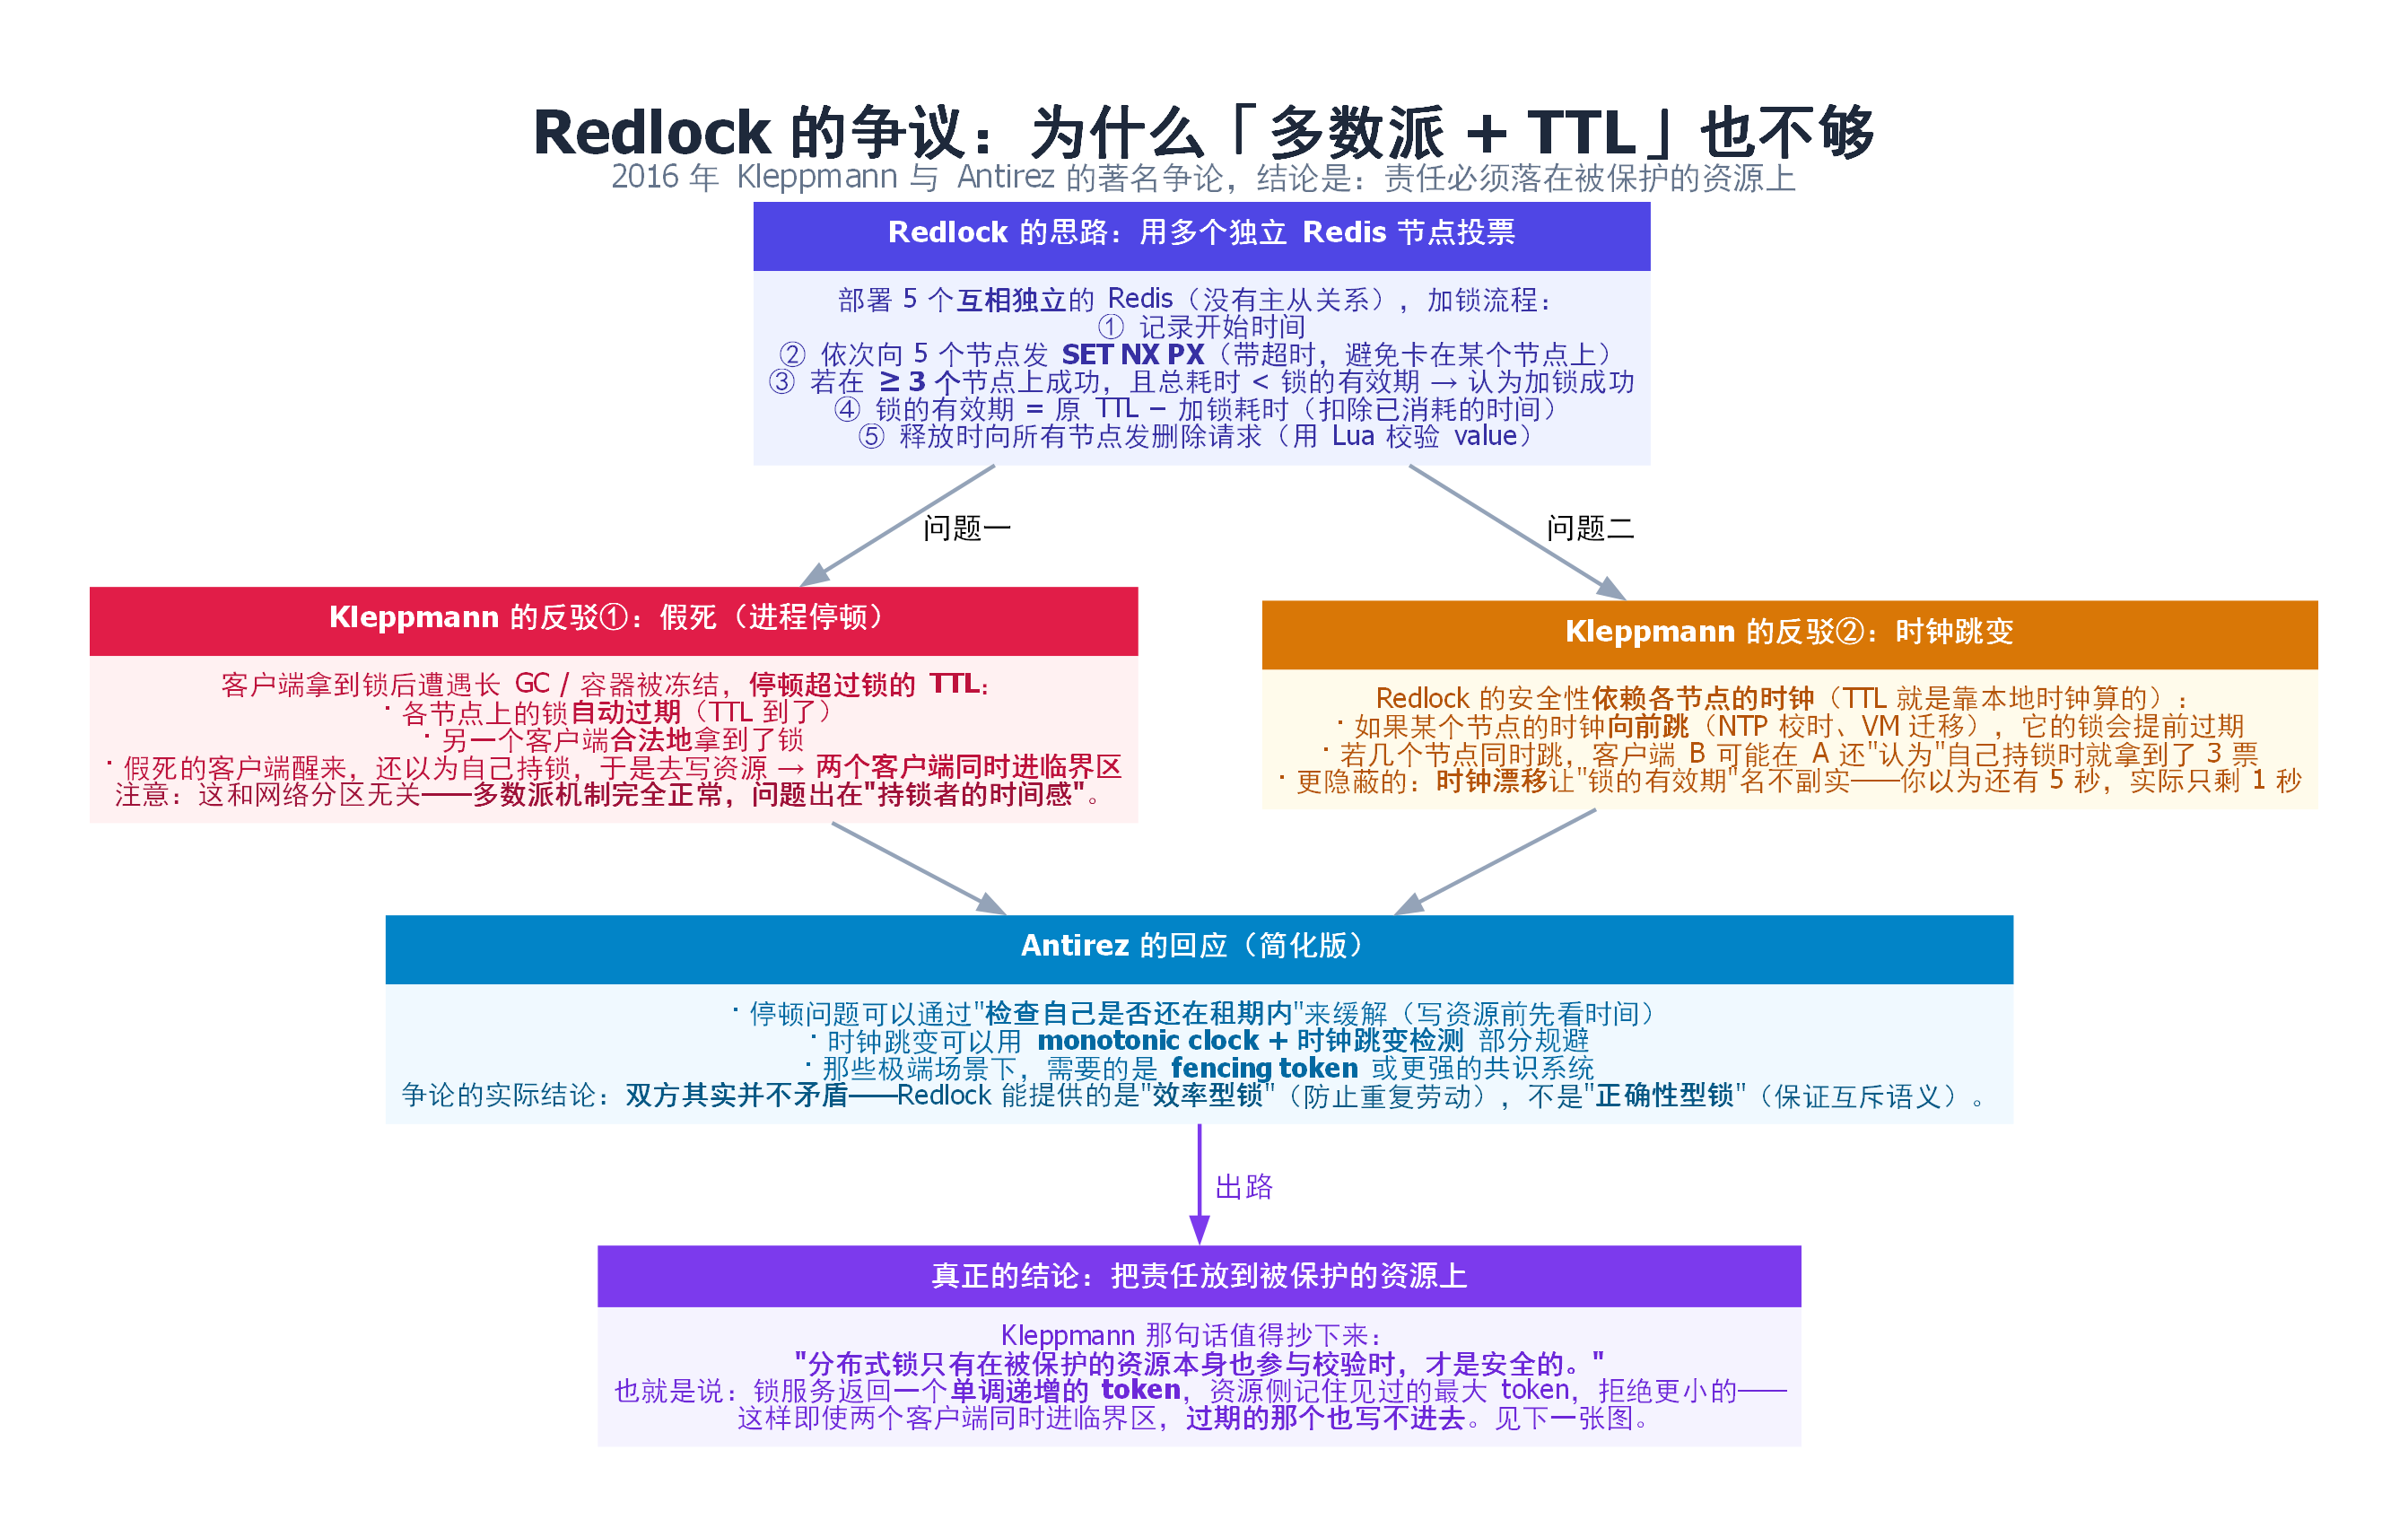 Redlock 的争议：为什么「多数派 + TTL」也不够
2016 年 Kleppmann 与 Antirez 的著名争论，结论是：责任必须落在被保护的资源上
Redlock 的思路：用多个独立 Redis 节点投票
部署 5 个互相独立的 Redis（没有主从关系），加锁流程：
① 记录开始时间
② 依次向 5 个节点发 SET NX PX（带超时，避免卡在某个节点上）
③ 若在 ≥ 3 个节点上成功，且总耗时 < 锁的有效期 → 认为加锁成功
④ 锁的有效期 = 原 TTL − 加锁耗时（扣除已消耗的时间）
⑤ 释放时向所有节点发删除请求（用 Lua 校验 value）
问题一
问题二
Kleppmann 的反驳①：假死（进程停顿）
客户端拿到锁后遭遇长 GC / 容器被冻结，停顿超过锁的 TTL：
· 各节点上的锁自动过期（TTL 到了）
· 另一个客户端合法地拿到了锁
· 假死的客户端醒来，还以为自己持锁，于是去写资源 → 两个客户端同时进临界区
注意：这和网络分区无关——多数派机制完全正常，问题出在"持锁者的时间感"。
Kleppmann 的反驳②：时钟跳变
Redlock 的安全性依赖各节点的时钟（TTL 就是靠本地时钟算的）：
· 如果某个节点的时钟向前跳（NTP 校时、VM 迁移），它的锁会提前过期
· 若几个节点同时跳，客户端 B 可能在 A 还"认为"自己持锁时就拿到了 3 票
· 更隐蔽的：时钟漂移让"锁的有效期"名不副实——你以为还有 5 秒，实际只剩 1 秒
Antirez 的回应（简化版）
· 停顿问题可以通过"检查自己是否还在租期内"来缓解（写资源前先看时间）
· 时钟跳变可以用 monotonic clock + 时钟跳变检测 部分规避
· 那些极端场景下，需要的是 fencing token 或更强的共识系统
争论的实际结论：双方其实并不矛盾——Redlock 能提供的是"效率型锁"（防止重复劳动），不是"正确性型锁"（保证互斥语义）。
出路
真正的结论：把责任放到被保护的资源上
Kleppmann 那句话值得抄下来：
"分布式锁只有在被保护的资源本身也参与校验时，才是安全的。"
也就是说：锁服务返回一个单调递增的 token，资源侧记住见过的最大 token，拒绝更小的——
这样即使两个客户端同时进临界区，过期的那个也写不进去。见下一张图。